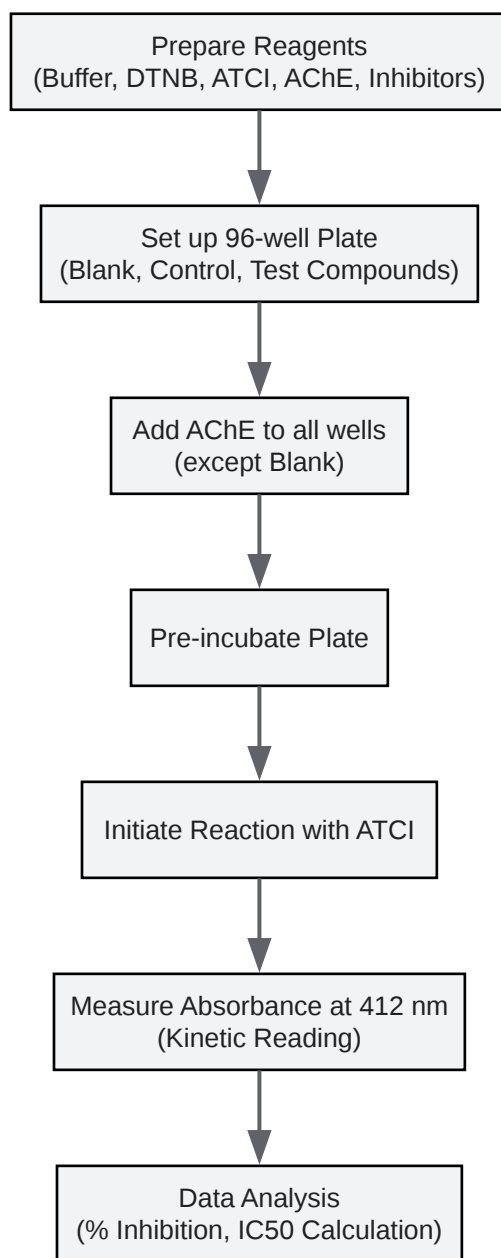 Prepare Reagents
(Buffer, DTNB, ATCI, AChE, Inhibitors)
Set up 96-well Plate
(Blank, Control, Test Compounds)
Add AChE to all wells
(except Blank)
Pre-incubate Plate
Initiate Reaction with ATCI
Measure Absorbance at 412 nm
(Kinetic Reading)
Data Analysis
(% Inhibition, IC50 Calculation)